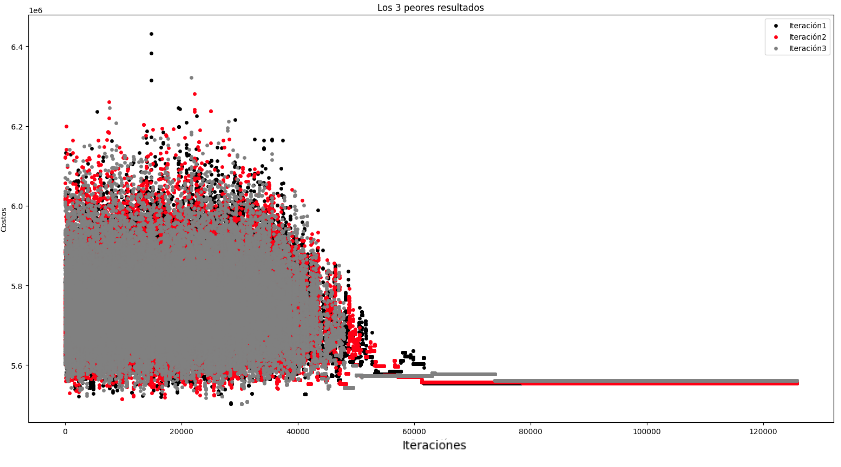 Los 3 peores resultados
1e6
Iteración1
Iteración2
Iteración3
6.4
6.2
6.0
5.8
5.6
Costos
0 20000 40000 60000 80000 100000 120000
Iteraciones